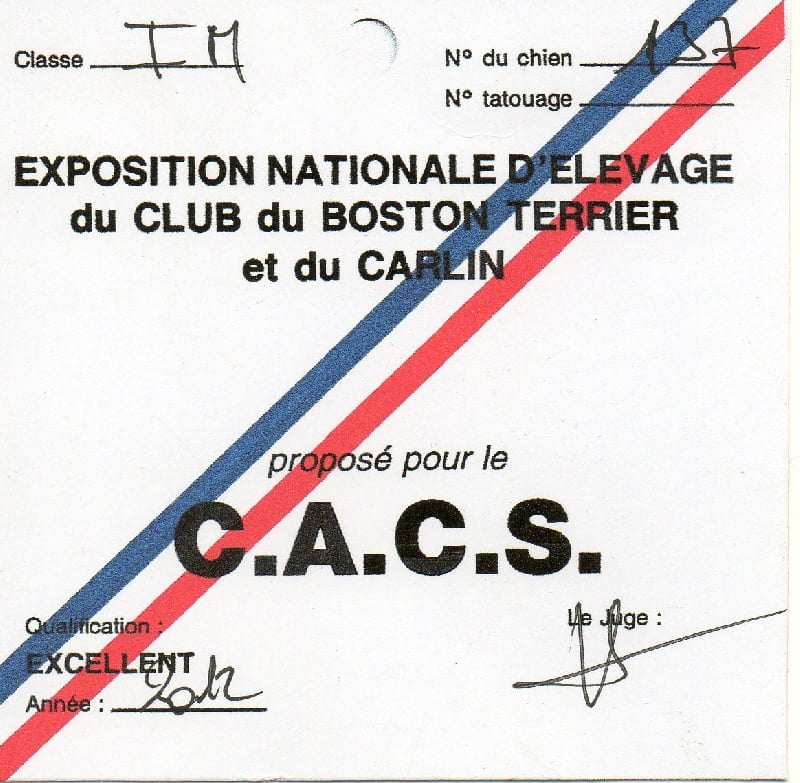 Classe IM
N° du chien 137
N° tatouage
EXPOSITION NATIONALE D'ELEVAGE
du CLUB du BOSTON TERRIER
et du CARLIN
proposé pour le
C.A.C.S.
Qualification :
Le Juge :
EXCELLENT
Année : 2012